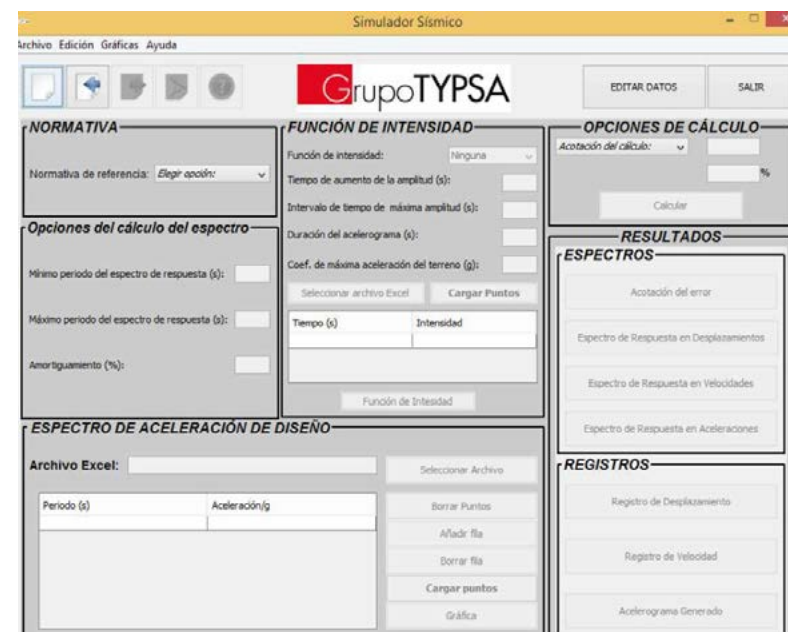 Simulador Sísmico
Archivo Edición Gráficas Ayuda
GrupoTYPSA
EDITAR DATOS
SALIR
NORMATIVA
Normativa de referencia: Elegir opción:
Opciones del cálculo del espectro
Mínimo periodo del espectro de respuesta (s):
Máximo periodo del espectro de respuesta (s):
Amortiguamiento (%):
FUNCIÓN DE INTENSIDAD
Función de intensidad: Ninguna
Tiempo de aumento de la amplitud (s):
Intervalo de tiempo de máxima amplitud (s):
Duración del acelerograma (s):
Coef. de máxima aceleración del terreno (g):
Seleccionar archivo Excel
Cargar Puntos
Tiempo (s) Intensidad
Función de Intesidad
OPCIONES DE CÁLCULO
Acotación del cálculo:
%
Calcular
RESULTADOS
ESPECTROS
Acotación del error
Espectro de Respuesta en Desplazamientos
Espectro de Respuesta en Velocidades
Espectro de Respuesta en Aceleraciones
REGISTROS
Registro de Desplazamiento
Registro de Velocidad
Acelerograma Generado
ESPECTRO DE ACELERACIÓN DE DISEÑO
Archivo Excel:
Seleccionar Archivo
Periodo (s) Aceleración/g
Borrar Puntos
Añadir fila
Borrar fila
Cargar puntos
Gráfica